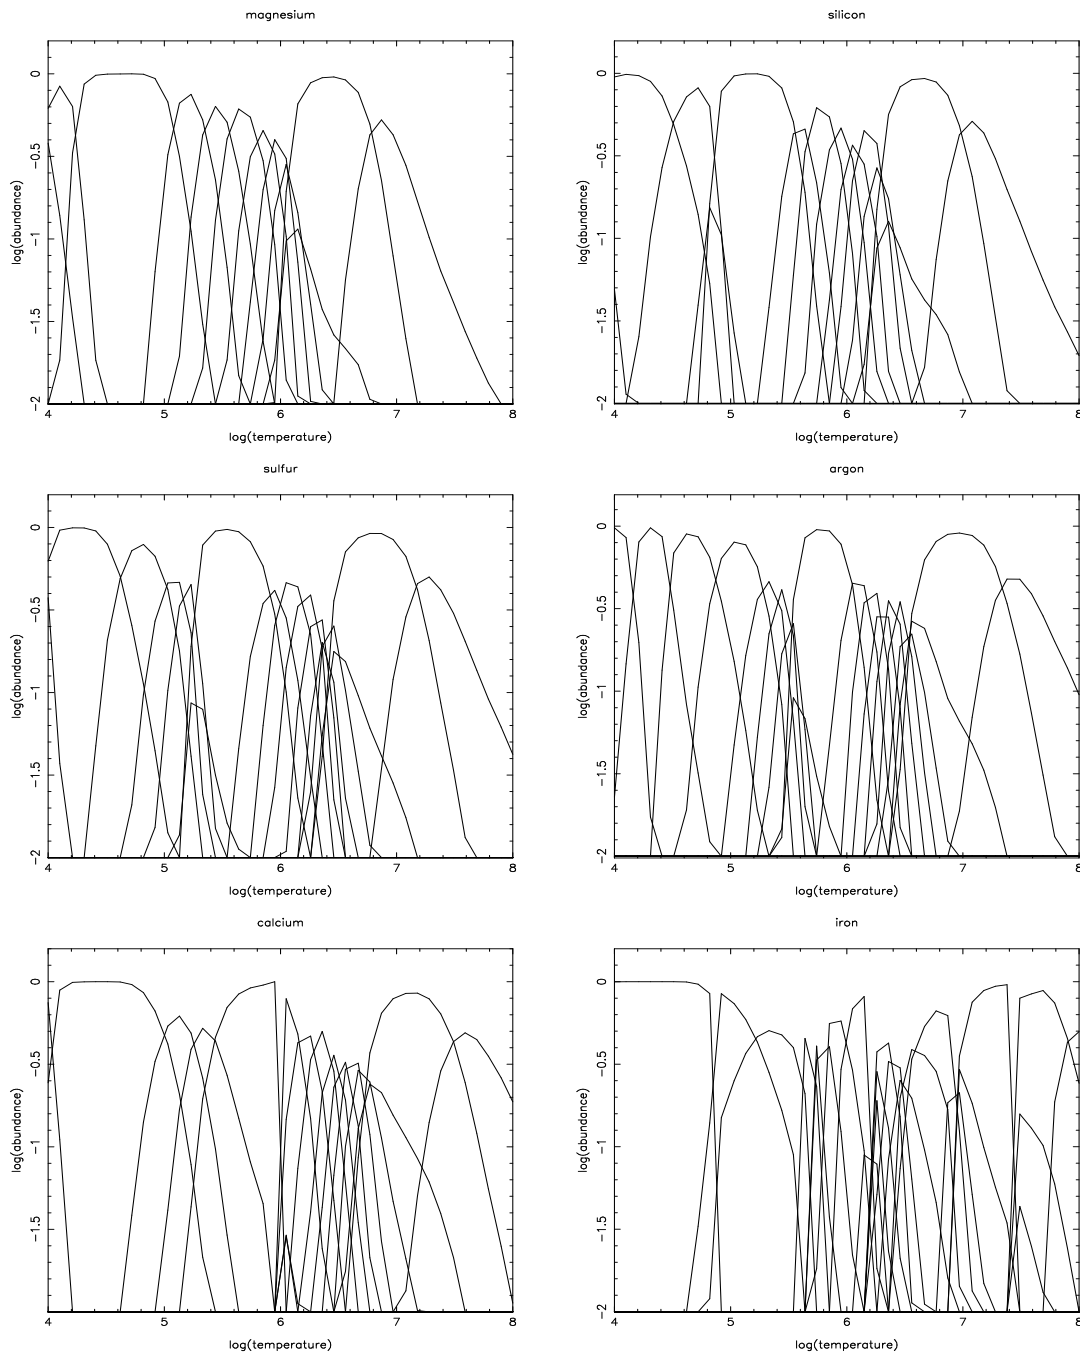 magnesium silicon
0 0
−0.5 −0.5
−1 −1
−1.5 −1.5
−2 −2
log(abundance) log(abundance)
4 5 6 7 8 4 5 6 7 8
log(temperature) log(temperature)
sulfur argon
0 0
−0.5 −0.5
−1 −1
−1.5 −1.5
−2 −2
log(abundance) log(abundance)
4 5 6 7 8 4 5 6 7 8
log(temperature) log(temperature)
calcium iron
0 0
−0.5 −0.5
−1 −1
−1.5 −1.5
−2 −2
log(abundance) log(abundance)
4 5 6 7 8 4 5 6 7 8
log(temperature) log(temperature)